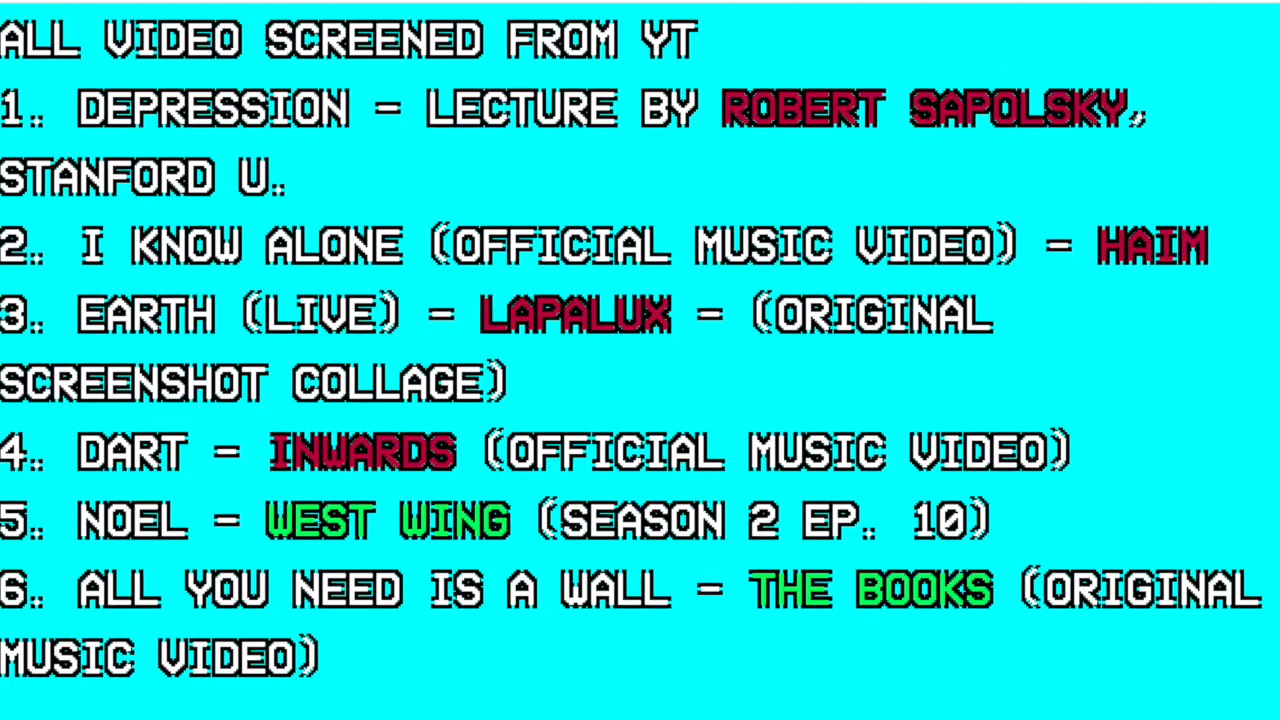 ALL VIDEO SCREENED FROM YT
1. DEPRESSION - LECTURE BY ROBERT SAPOLSKY,
STANFORD U.
2. I KNOW ALONE (OFFICIAL MUSIC VIDEO) - HAIM
3. EARTH (LIVE) - LAPALUX - (ORIGINAL
SCREENSHOT COLLAGE)
4. DART - INWARDS (OFFICIAL MUSIC VIDEO)
5. NOEL - WEST WING (SEASON 2 EP. 10)
6. ALL YOU NEED IS A WALL - THE BOOKS (ORIGINAL
MUSIC VIDEO)